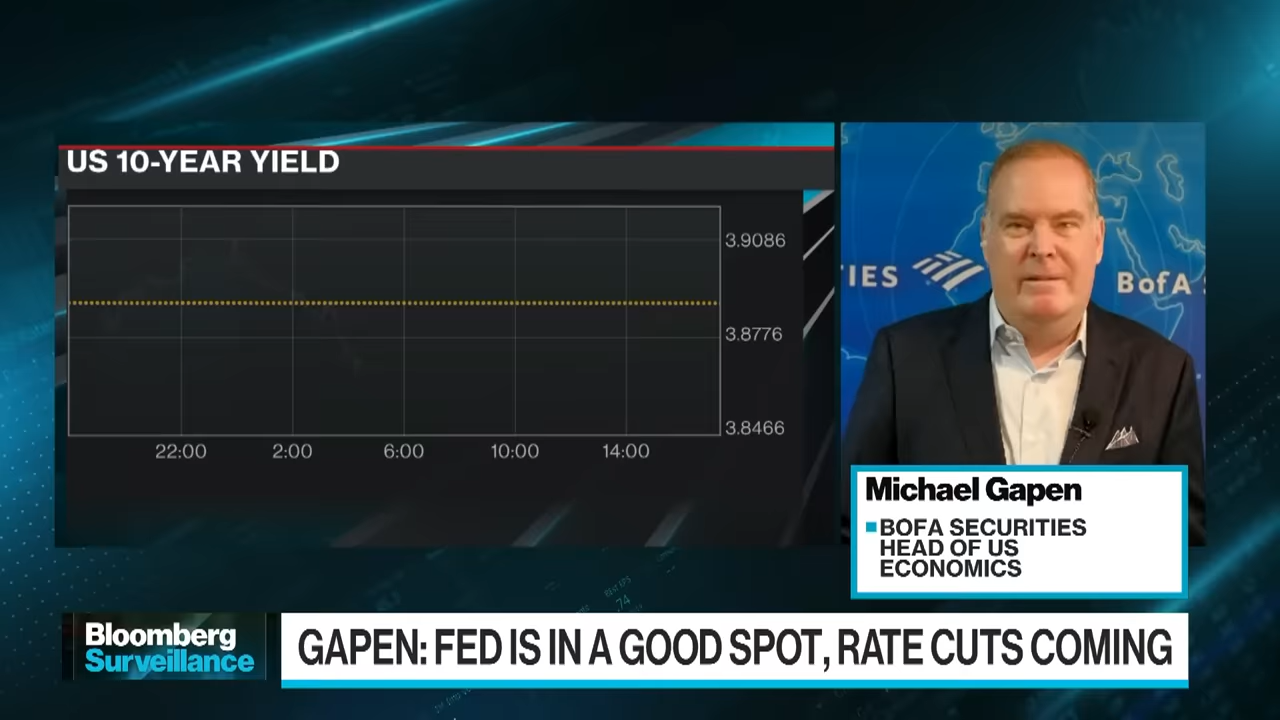 US 10-YEAR YIELD
3.9086
3.8776
3.8466
22:00 2:00 6:00 10:00 14:00
TIES BofA
Michael Gapen
BOFA SECURITIES
HEAD OF US
ECONOMICS
Bloomberg
Surveillance
GAPEN: FED IS IN A GOOD SPOT, RATE CUTS COMING